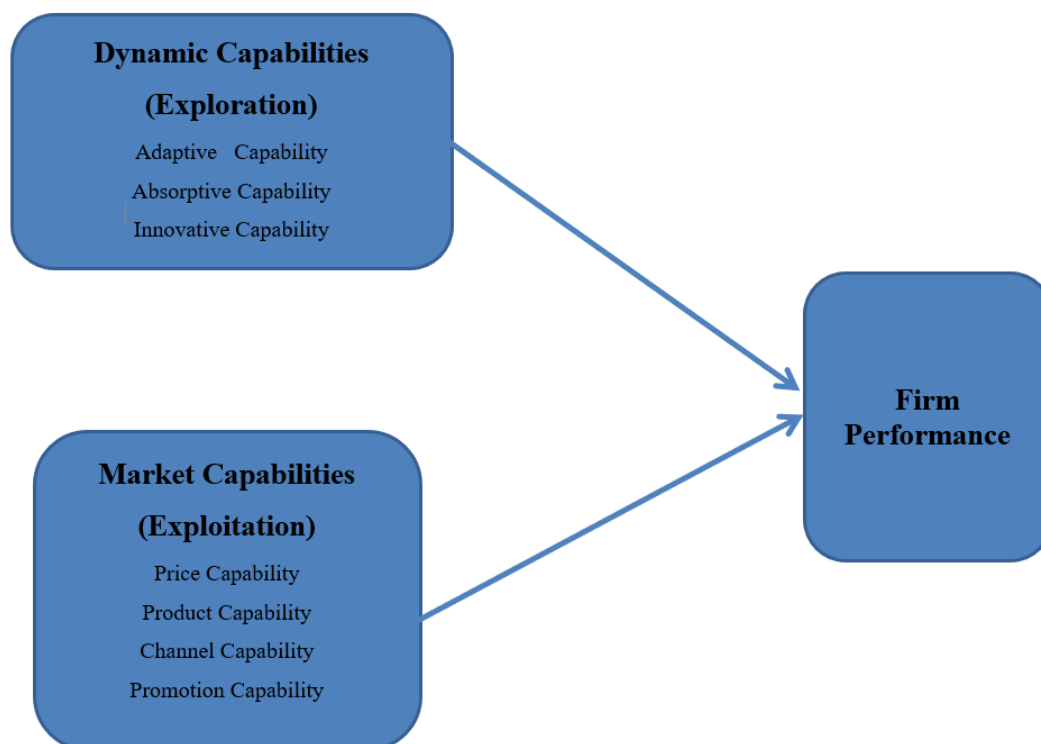 Dynamic Capabilities
(Exploration)
Adaptive Capability
Absorptive Capability
Innovative Capability
Firm
Performance
Market Capabilities
(Exploitation)
Price Capability
Product Capability
Channel Capability
Promotion Capability